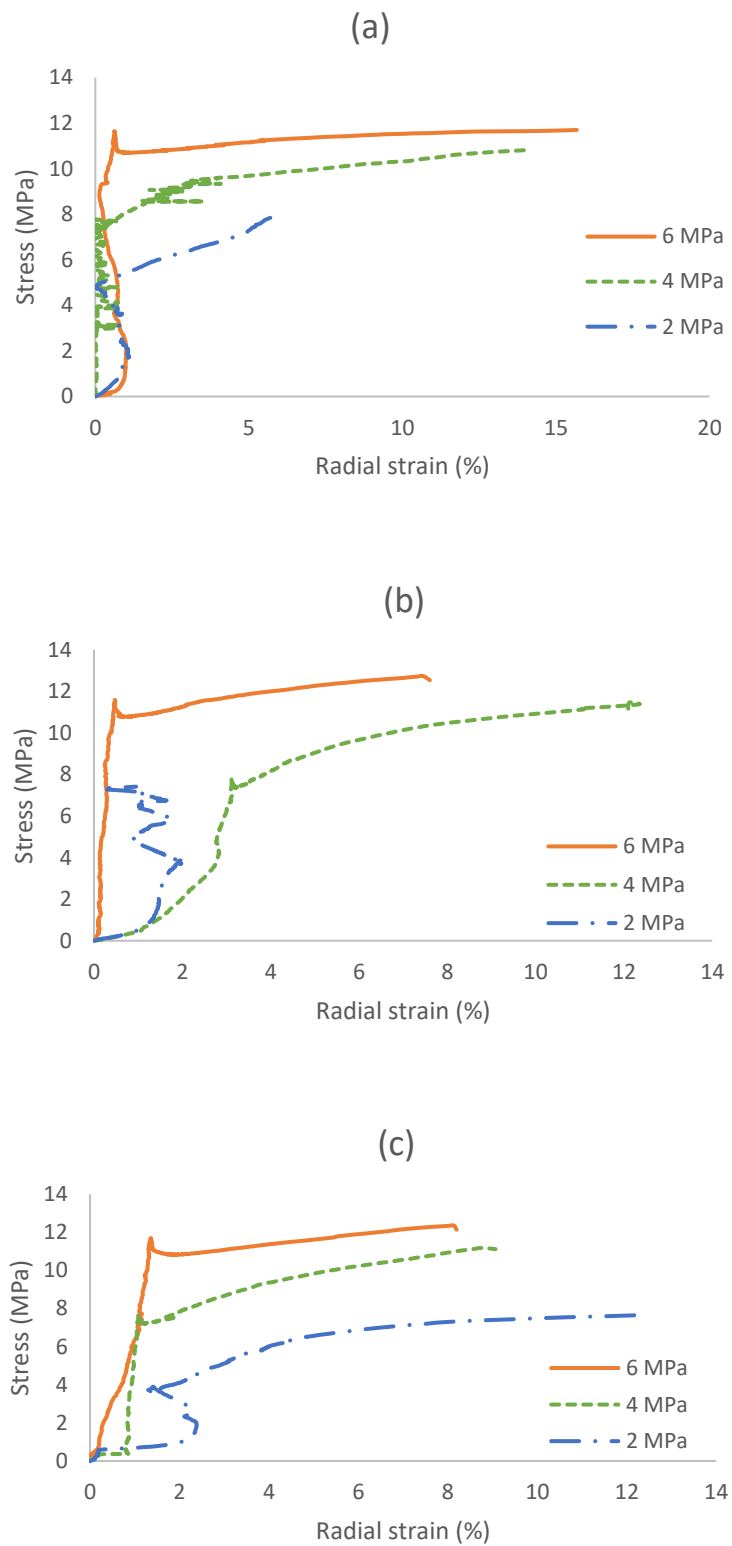 (a)
14
12
10
8
6
4
2
0
Stress (MPa)
6 MPa
4 MPa
2 MPa
0 5 10 15 20
Radial strain (%)
(b)
14
12
10
8
6
4
2
0
Stress (MPa)
6 MPa
4 MPa
2 MPa
0 2 4 6 8 10 12 14
Radial strain (%)
(c)
14
12
10
8
6
4
2
0
Stress (MPa)
6 MPa
4 MPa
2 MPa
0 2 4 6 8 10 12 14
Radial strain (%)